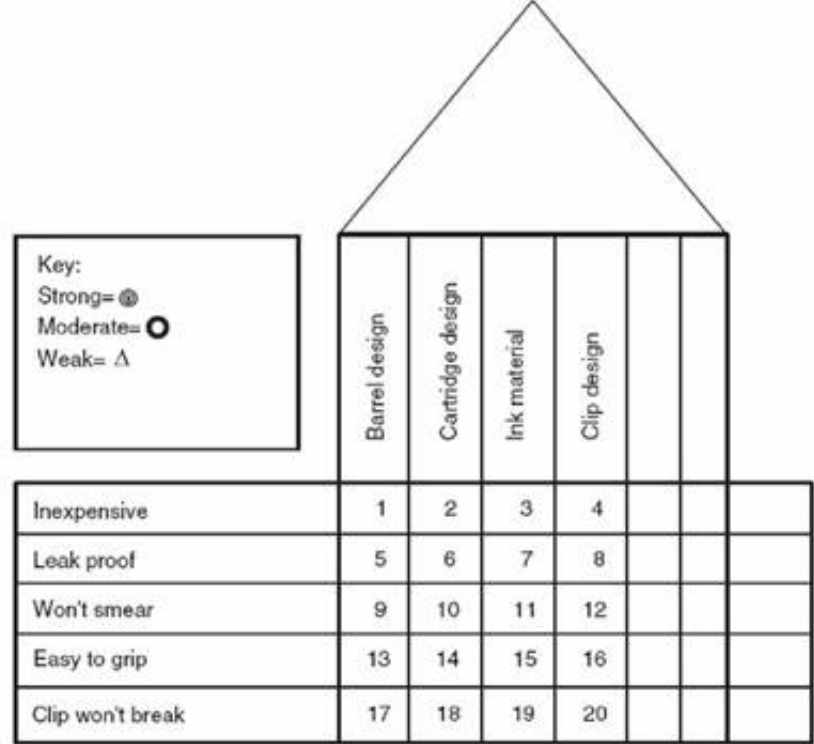 Key:
Strong= ◎
Moderate= O
Weak= Δ
Barrel design
Cartridge design
Ink material
Clip design
Inexpensive 1 2 3 4
Leak proof 5 6 7 8
Won't smear 9 10 11 12
Easy to grip 13 14 15 16
Clip won't break 17 18 19 20